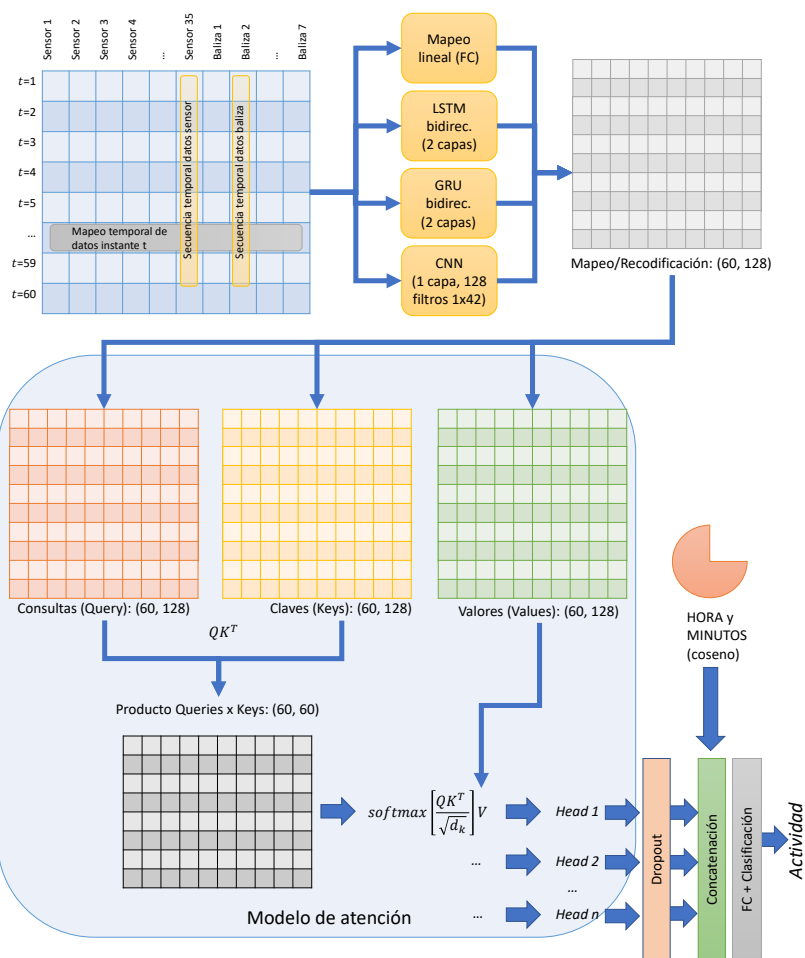 Sensor 1
Sensor 2
Sensor 3
Sensor 4
...
Sensor 35
Baliza 1
Baliza 2
...
Baliza 7
t=1
t=2
t=3
t=4
t=5
...
t=59
t=60
Secuencia temporal datos sensor
Secuencia temporal datos baliza
Mapeo temporal de
datos instante t
Mapeo
lineal (FC)
LSTM
bidirec.
(2 capas)
GRU
bidirec.
(2 capas)
CNN
(1 capa, 128
filtros 1x42)
Mapeo/Recodificación: (60, 128)
Consultas (Query): (60, 128)
Claves (Keys): (60, 128)
Valores (Values): (60, 128)
QK^T
Producto Queries x Keys: (60, 60)
HORA y
MINUTOS
(coseno)
softmax [QK^T / √d_k] V
Head 1
...
Head 2
...
...
Head n
Modelo de atención
Dropout
Concatenación
FC + Clasificación
Actividad